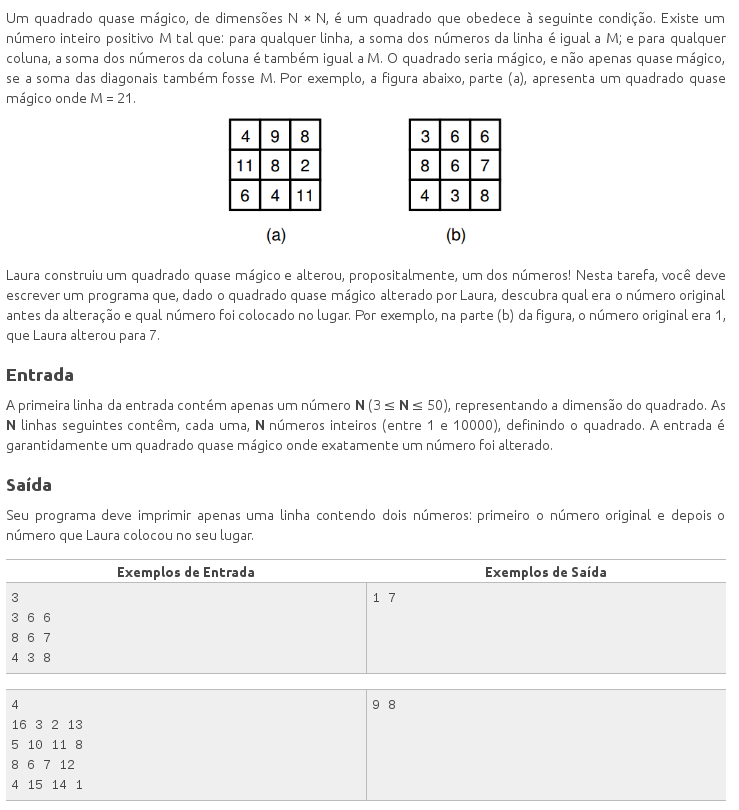 Um quadrado quase mágico, de dimensões N × N, é um quadrado que obedece à seguinte condição. Existe um
número inteiro positivo M tal que: para qualquer linha, a soma dos números da linha é igual a M; e para qualquer
coluna, a soma dos números da coluna é também igual a M. O quadrado seria mágico, e não apenas quase mágico,
se a soma das diagonais também fosse M. Por exemplo, a figura abaixo, parte (a), apresenta um quadrado quase
mágico onde M = 21.
4 9 8
11 8 2
6 4 11
(a)
3 6 6
8 6 7
4 3 8
(b)
Laura construiu um quadrado quase mágico e alterou, propositalmente, um dos números! Nesta tarefa, você deve
escrever um programa que, dado o quadrado quase mágico alterado por Laura, descubra qual era o número original
antes da alteração e qual número foi colocado no lugar. Por exemplo, na parte (b) da figura, o número original era 1,
que Laura alterou para 7.
Entrada
A primeira linha da entrada contém apenas um número N (3 ≤ N ≤ 50), representando a dimensão do quadrado. As
N linhas seguintes contêm, cada uma, N números inteiros (entre 1 e 10000), definindo o quadrado. A entrada é
garantidamente um quadrado quase mágico onde exatamente um número foi alterado.
Saída
Seu programa deve imprimir apenas uma linha contendo dois números: primeiro o número original e depois o
número que Laura colocou no seu lugar.
Exemplos de Entrada Exemplos de Saída
3
3 6 6
8 6 7
4 3 8
1 7
4
16 3 2 13
5 10 11 8
8 6 7 12
4 15 14 1
9 8